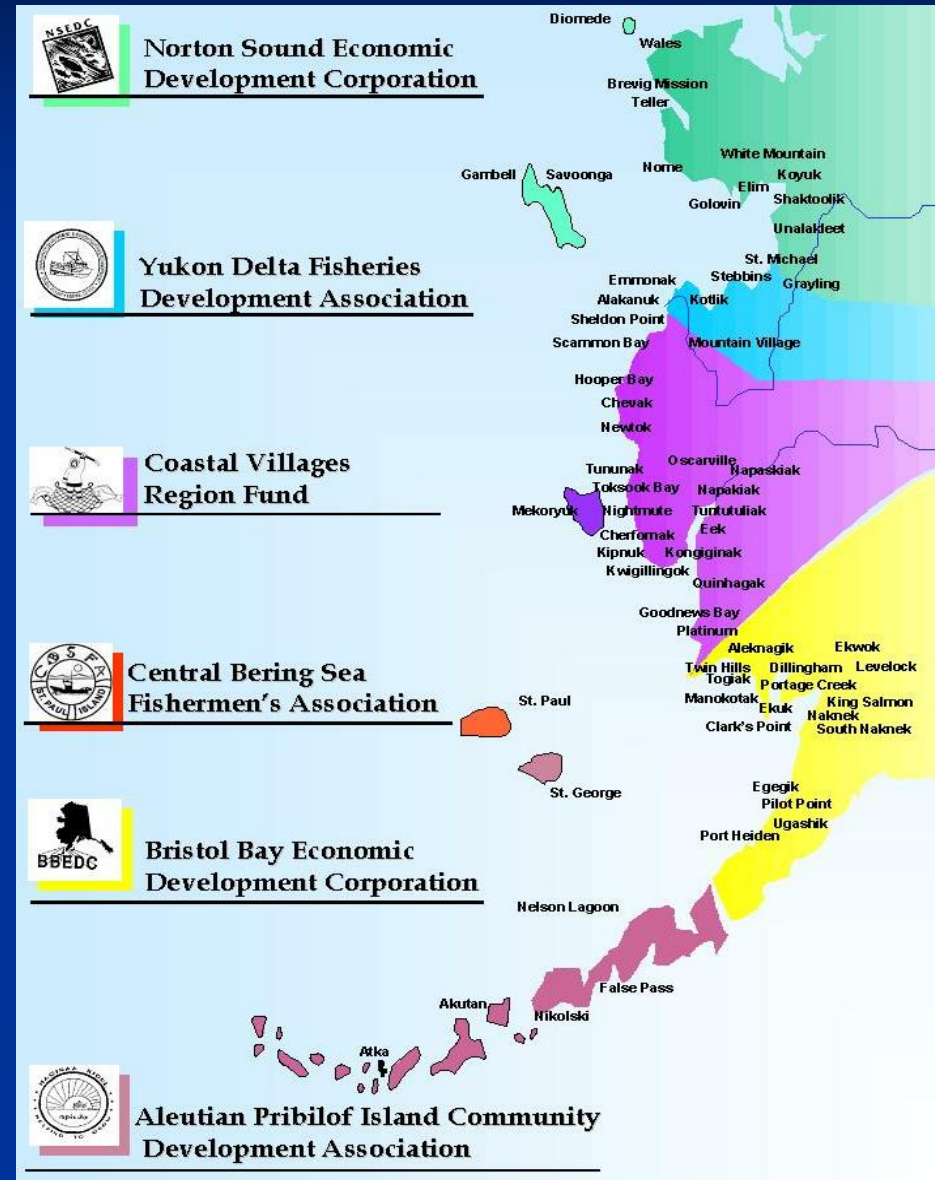 NSEDC
Norton Sound Economic
Development Corporation
Yukon Delta Fisheries
Development Association
Coastal Villages
Region Fund
CBSFA
ST. PAUL ISLAND
Central Bering Sea
Fishermen's Association
BBEDC
Bristol Bay Economic
Development Corporation
Aleutian Pribilof Island Community
Development Association
Diomede
Wales
Brevig Mission
Teller
White Mountain
Nome
Koyuk
Gambell
Savoonga
Elim
Golovin
Shaktoolik
Unalakleet
St. Michael
Stebbins
Emmonak
Grayling
Alakanuk
Kotlik
Sheldon Point
Scammon Bay
Mountain Village
Hooper Bay
Chevak
Newtok
Oscarville
Tununak
Napaskiak
Toksook Bay
Napakiak
Mekoryuk
Nightmute
Tuntutuliak
Eek
Cherfornak
Kipnuk
Kongiginak
Kwigillingok
Quinhagak
Goodnews Bay
Platinum
Aleknagik
Ekwok
Twin Hills
Dillingham
Levelock
Togiak
Portage Creek
Manokotak
King Salmon
Ekuk
Naknek
Clark's Point
South Naknek
St. Paul
St. George
Egegik
Pilot Point
Ugashik
Port Heiden
Nelson Lagoon
False Pass
Akutan
Nikolski
Atka